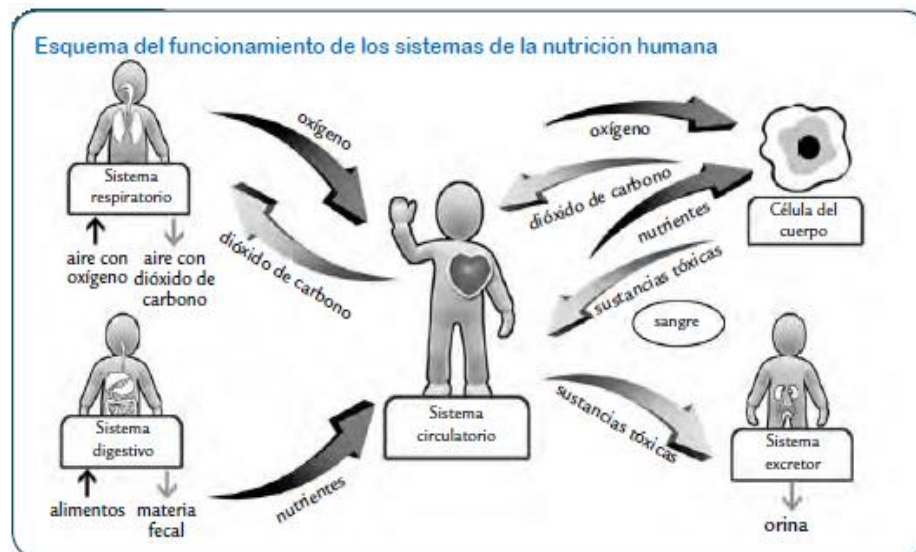 Esquema del funcionamiento de los sistemas de la nutrición humana
Sistema
respiratorio
aire con
oxígeno
aire con
dióxido de
carbono
oxígeno
dióxido de carbono
oxígeno
dióxido de carbono
nutrientes
sustancias tóxicas
Célula del
cuerpo
sangre
Sistema
digestivo
alimentos
materia
fecal
nutrientes
Sistema
circulatorio
sustancias tóxicas
Sistema
excretor
orina